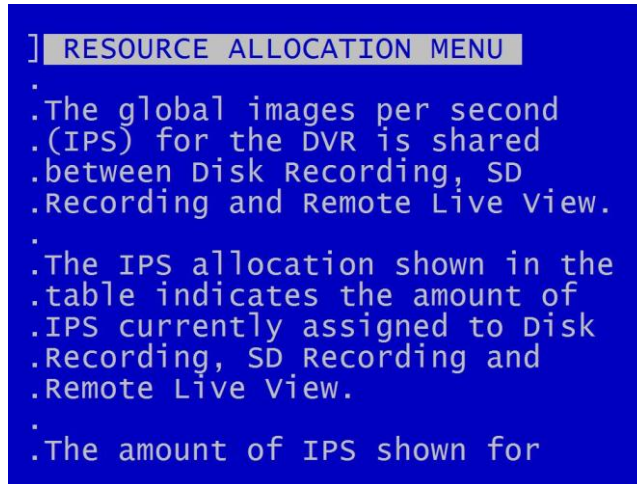 ] RESOURCE ALLOCATION MENU
.
.The global images per second
.(IPS) for the DVR is shared
.between Disk Recording, SD
.Recording and Remote Live View.
.
.The IPS allocation shown in the
.table indicates the amount of
.IPS currently assigned to Disk
.Recording, SD Recording and
.Remote Live View.
.
.The amount of IPS shown for